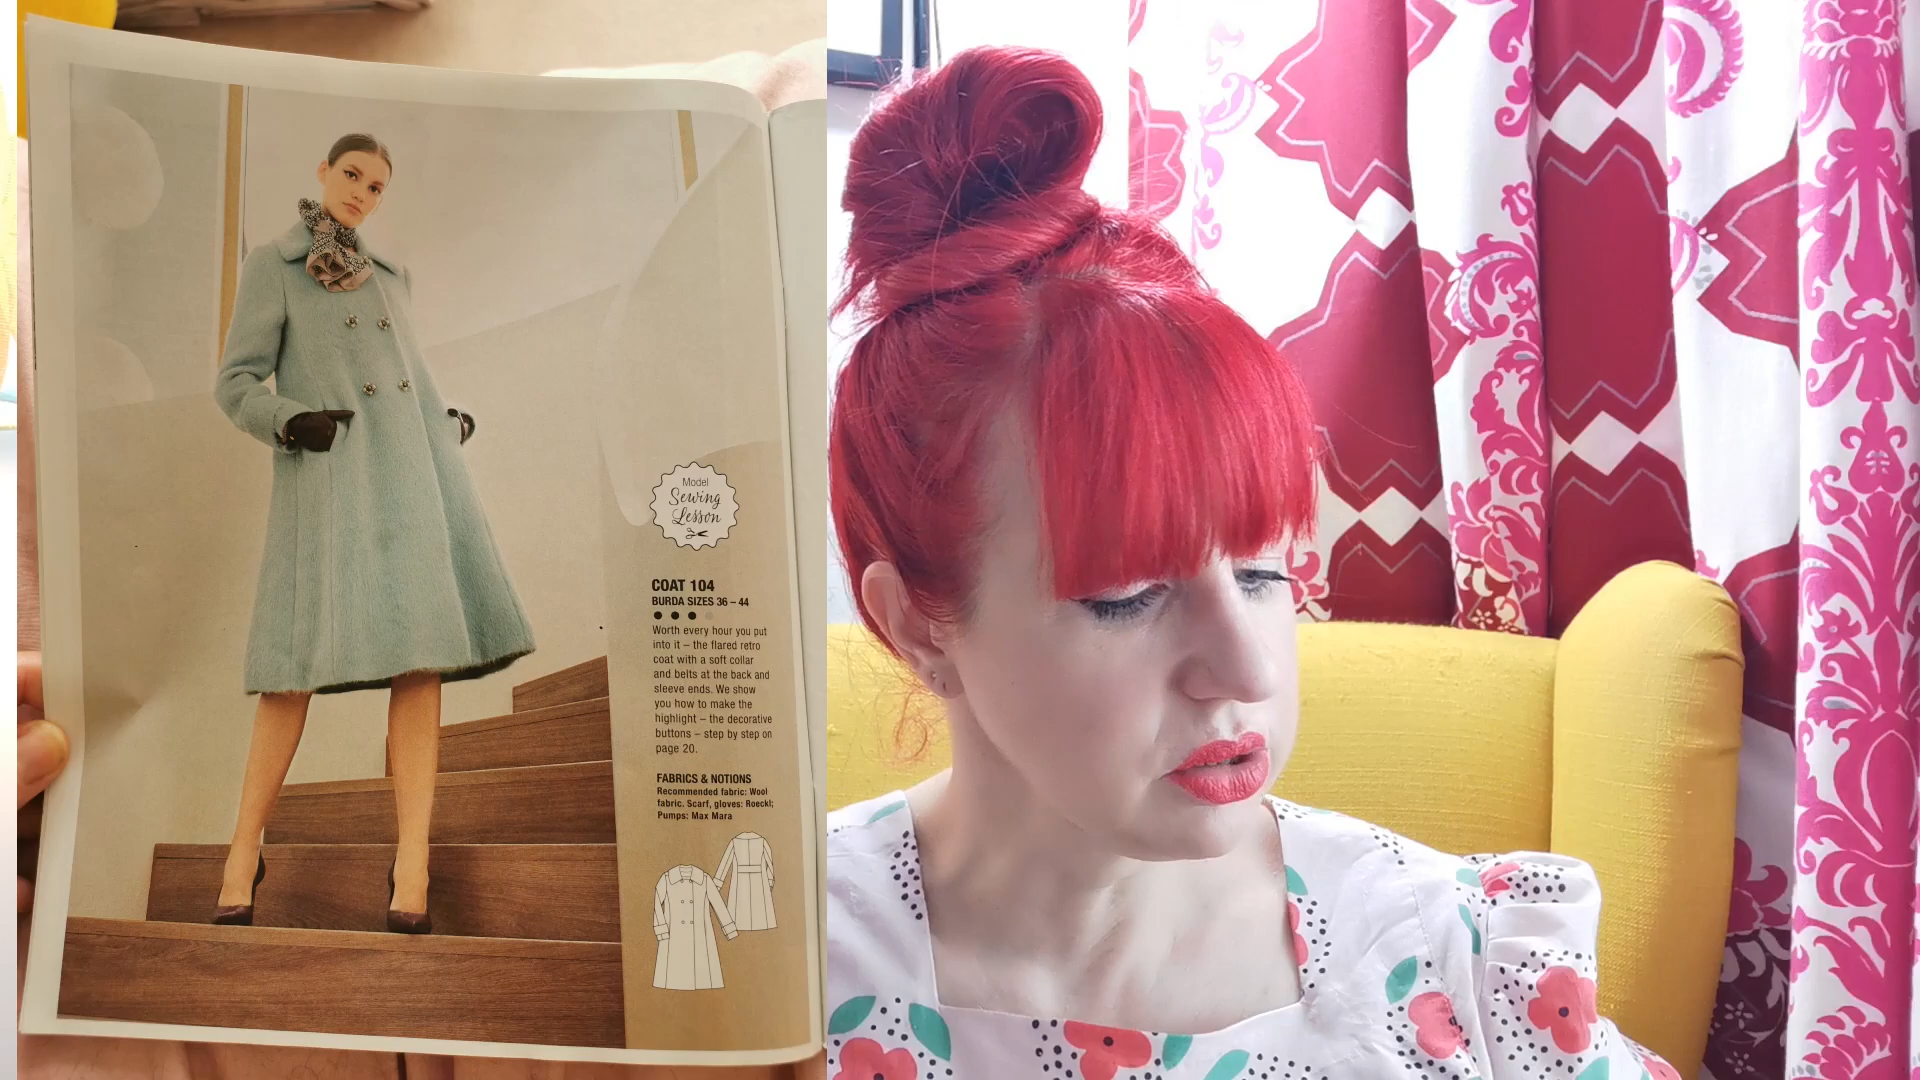 Model
Sewing
Lesson
COAT 104
BURDA SIZES 36 – 44
Worth every hour you put
into it – the flared retro
coat with a soft collar
and belts at the back and
sleeve ends. We show
you how to make the
highlight – the decorative
buttons – step by step on
page 20.
FABRICS & NOTIONS
Recommended fabric: Wool
fabric. Scarf, gloves: Roeckl;
Pumps: Max Mara